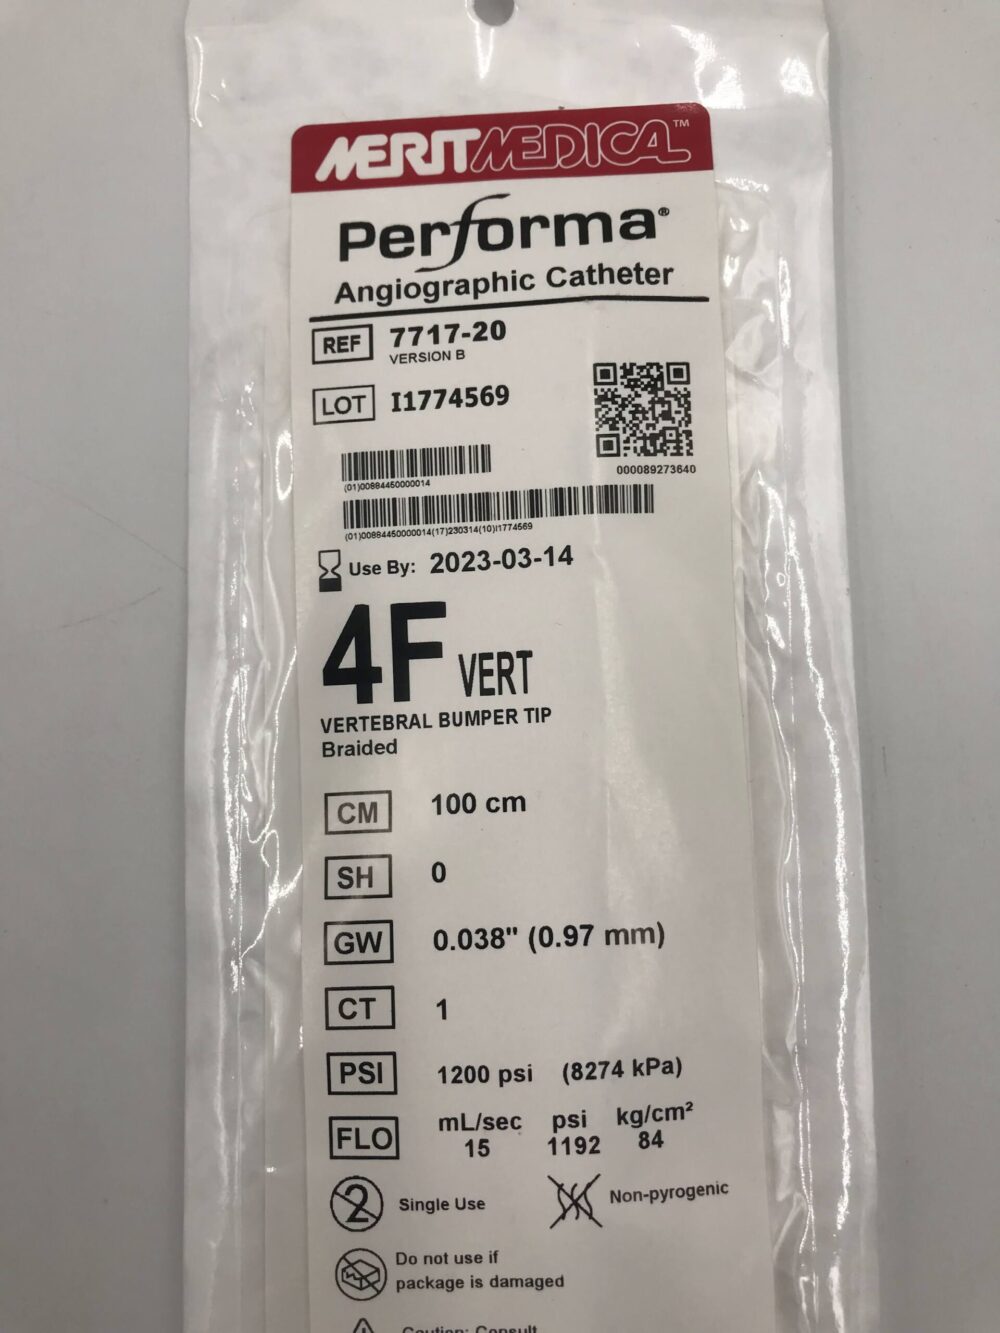 MERITMEDICAL™
Performa®
Angiographic Catheter
REF 7717-20
VERSION B
LOT I1774569
000089273640
(01)00884450000014
(01)00884450000014(17)230314(10)I1774569
Use By: 2023-03-14
4F VERT
VERTEBRAL BUMPER TIP
Braided
CM 100 cm
SH 0
GW 0.038" (0.97 mm)
CT 1
PSI 1200 psi (8274 kPa)
FLO mL/sec psi kg/cm²
15 1192 84
2 Single Use Non-pyrogenic
Do not use if
package is damaged
Caution: Consult